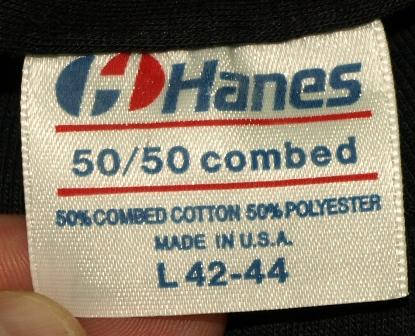 Hanes
50/50 combed
50% COMBED COTTON 50% POLYESTER
MADE IN U.S.A.
L 42-44